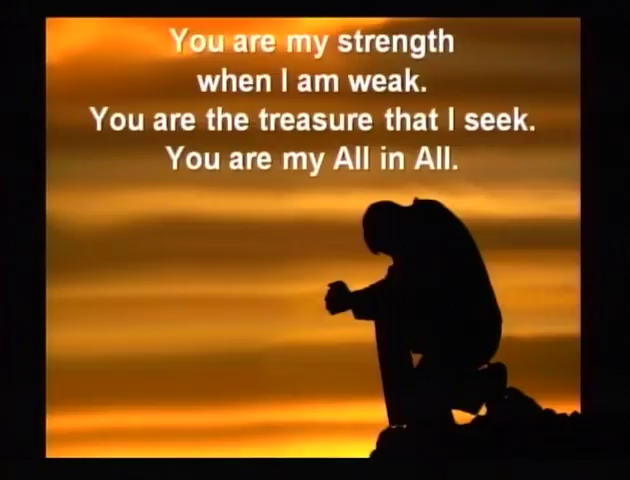 You are my strength
when I am weak.
You are the treasure that I seek.
You are my All in All.